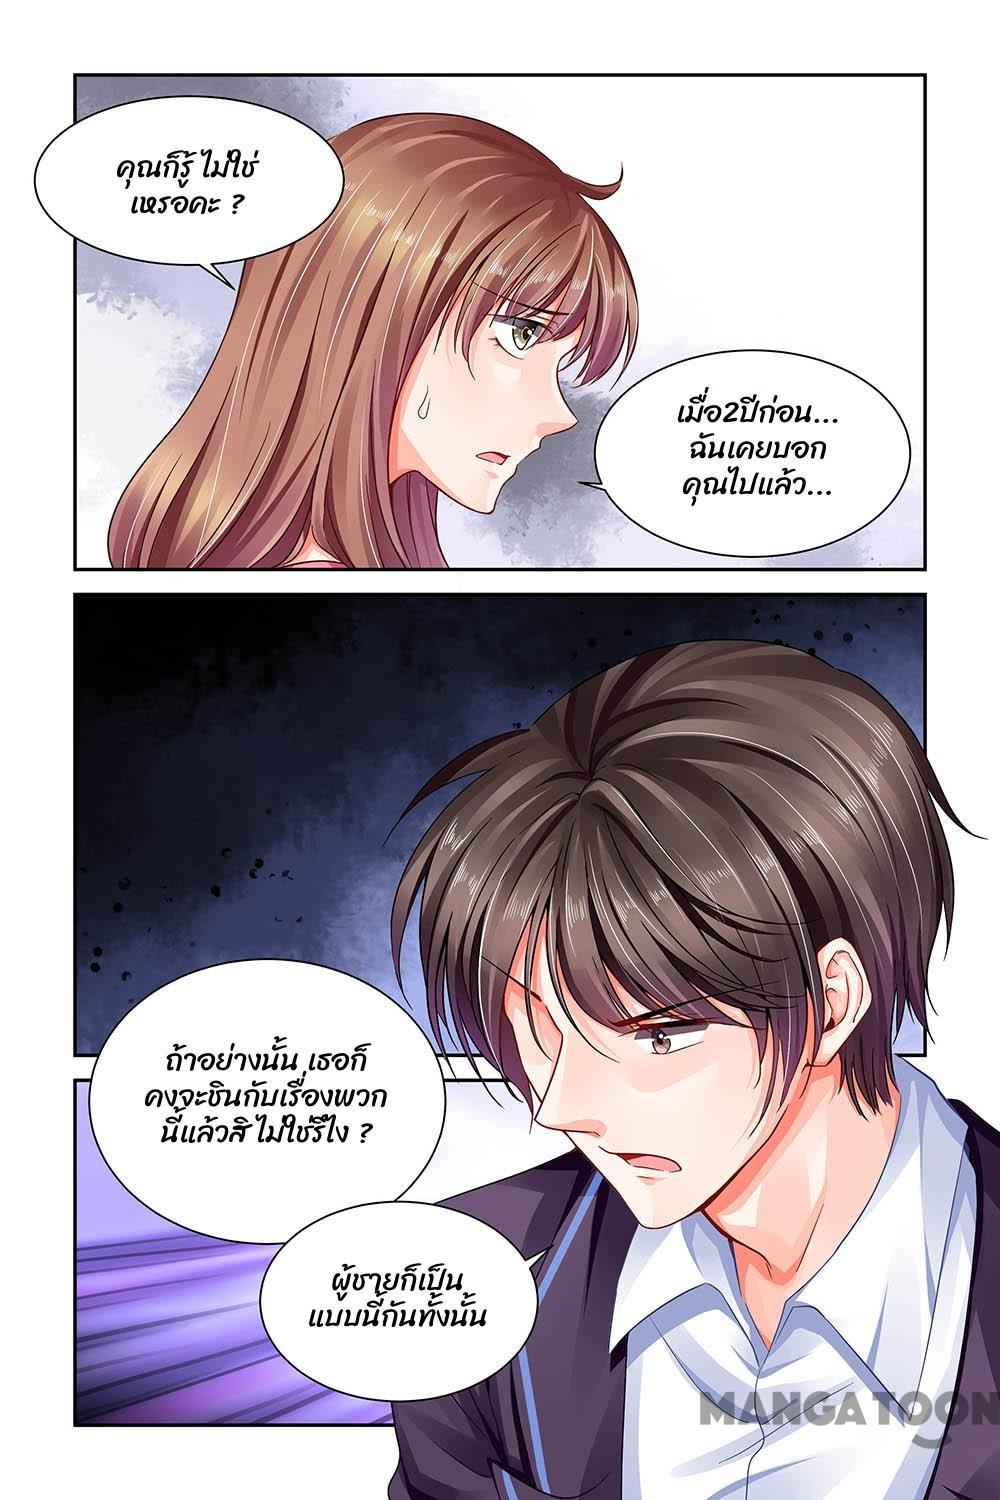 คุณก็รู้ ไม่ใช่
เหรอคะ ?
เมื่อ2ปีก่อน...
ฉันเคยบอก
คุณไปแล้ว...
ถ้าอย่างนั้น เธอก็
คงจะชินกับเรื่องพวก
นี้แล้วสิ ไม่ใช่รึไง ?
ผู้ชายก็เป็น
แบบนี้กันทั้งนั้น
MANGATOON